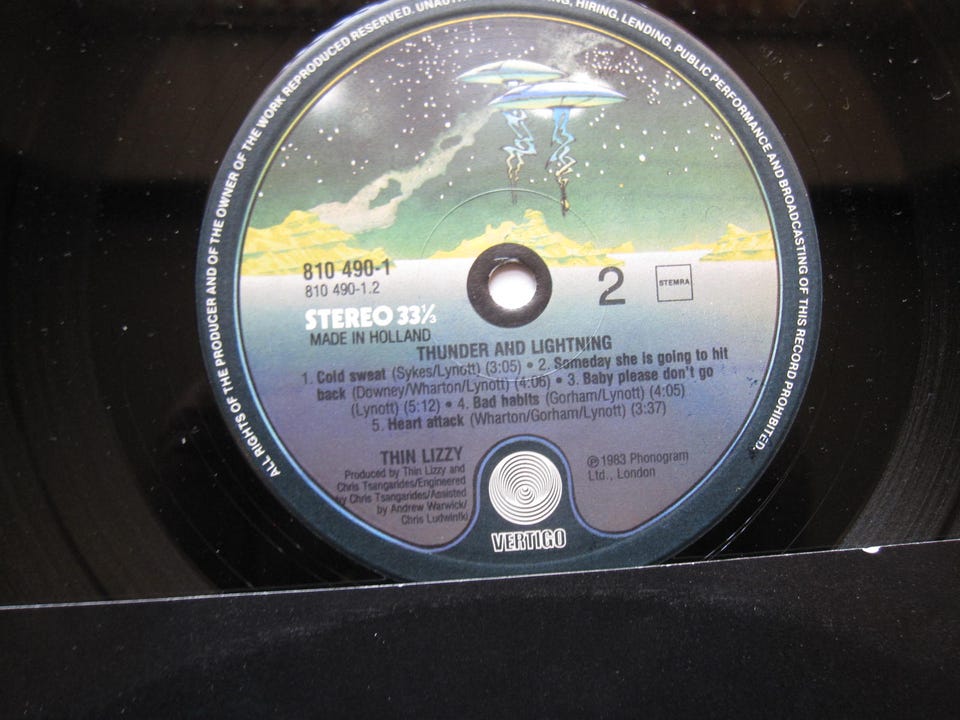 ALL RIGHTS OF THE PRODUCER AND OF THE OWNER OF THE WORK REPRODUCED RESERVED. HIRING, LENDING, PUBLIC PERFORMANCE AND BROADCASTING OF THIS RECORD PROHIBITED.
810 490-1
810 490-1.2
2
STEMRA
STEREO 33⅓
MADE IN HOLLAND
THUNDER AND LIGHTNING
1. Cold sweat (Sykes/Lynott) (3:05) • 2. Someday she is going to hit
back (Downey/Wharton/Lynott) (4:06) • 3. Baby please don't go
(Lynott) (5:12) • 4. Bad habits (Gorham/Lynott) (4:05)
5. Heart attack (Wharton/Gorham/Lynott) (3:37)
THIN LIZZY
Produced by Thin Lizzy and
Chris Tsangarides/Engineered
by Chris Tsangarides/Assisted
by Andrew Warwick/
Chris Ludwinfki
℗ 1983 Phonogram
Ltd., London
VERTIGO